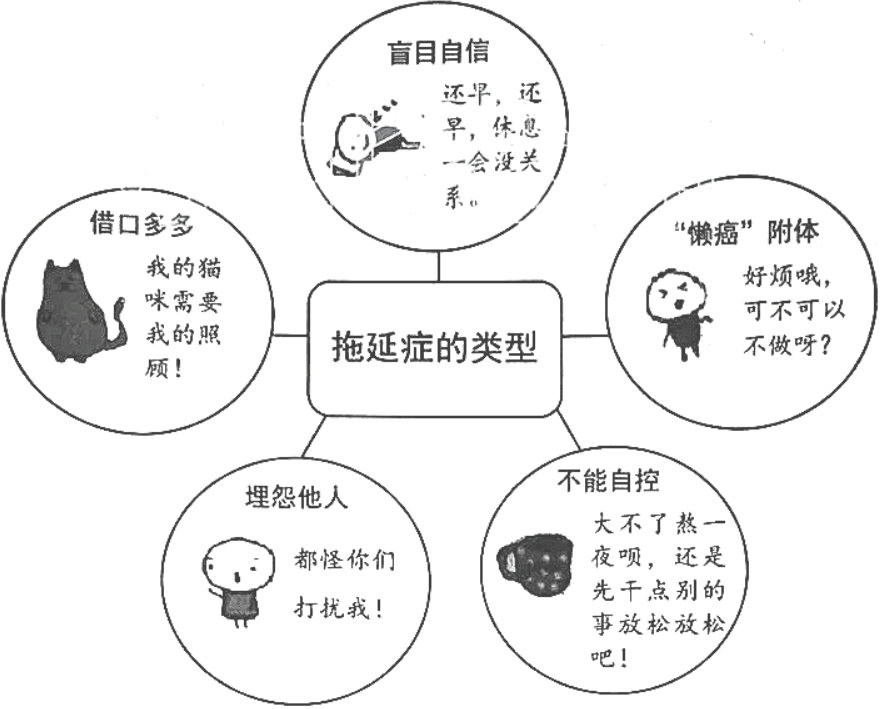 盲目自信
还早，还
早，休息
一会没关
系。
借口多多
我的猫
咪需要
我的照
顾！
“懒癌”附体
好烦哦，
可不可以
不做呀？
拖延症的类型
埋怨他人
都怪你们
打扰我！
不能自控
大不了熬一
夜呗，还是
先干点别的
事放松放松
吧！